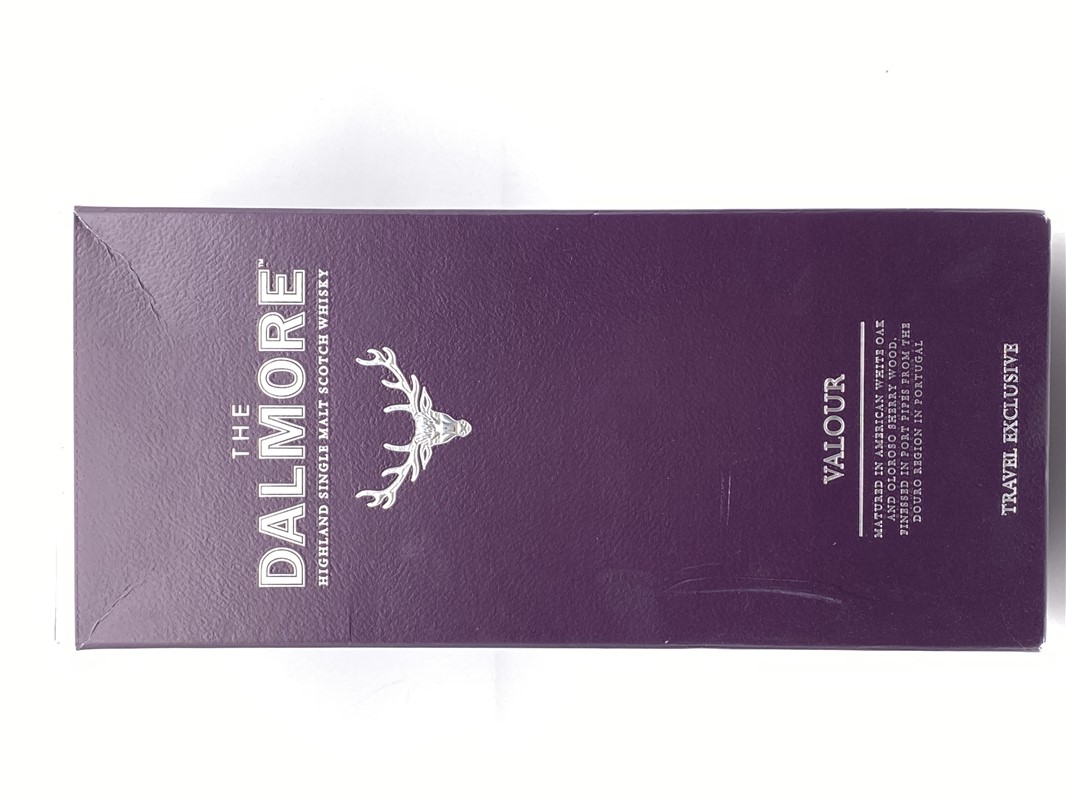 THE
DALMORE™
HIGHLAND SINGLE MALT SCOTCH WHISKY
VALOUR
MATURED IN AMERICAN WHITE OAK
AND OLOROSO SHERRY WOOD,
FINESSED IN PORT PIPES FROM THE
DOURO REGION IN PORTUGAL
TRAVEL EXCLUSIVE